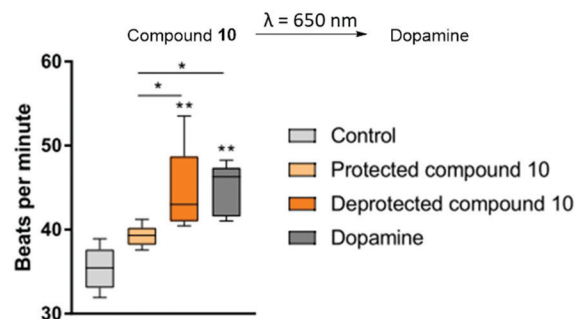 Compound 10 λ = 650 nm Dopamine
Beats per minute
60
50
40
30
*
*
**
**
Control
Protected compound 10
Deprotected compound 10
Dopamine